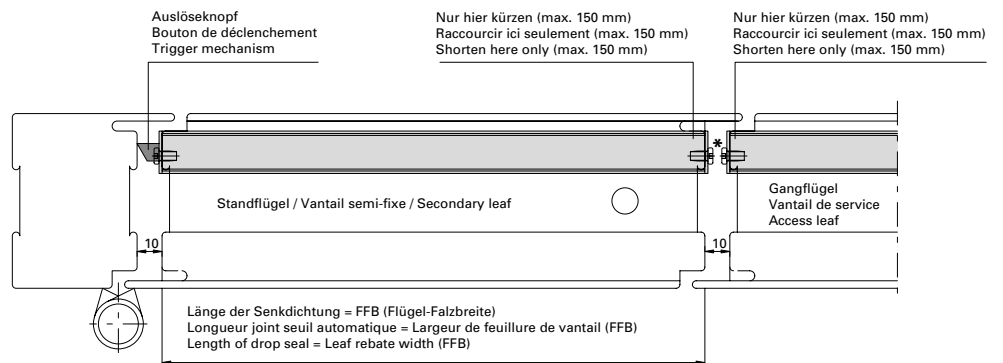 Auslöseknopf
Bouton de déclenchement
Trigger mechanism
Nur hier kürzen (max. 150 mm)
Raccourcir ici seulement (max. 150 mm)
Shorten here only (max. 150 mm)
Nur hier kürzen (max. 150 mm)
Raccourcir ici seulement (max. 150 mm)
Shorten here only (max. 150 mm)
*
Standflügel / Vantail semi-fixe / Secondary leaf
Gangflügel
Vantail de service
Access leaf
10
10
Länge der Senkdichtung = FFB (Flügel-Falzbreite)
Longueur joint seuil automatique = Largeur de feuillure de vantail (FFB)
Length of drop seal = Leaf rebate width (FFB)